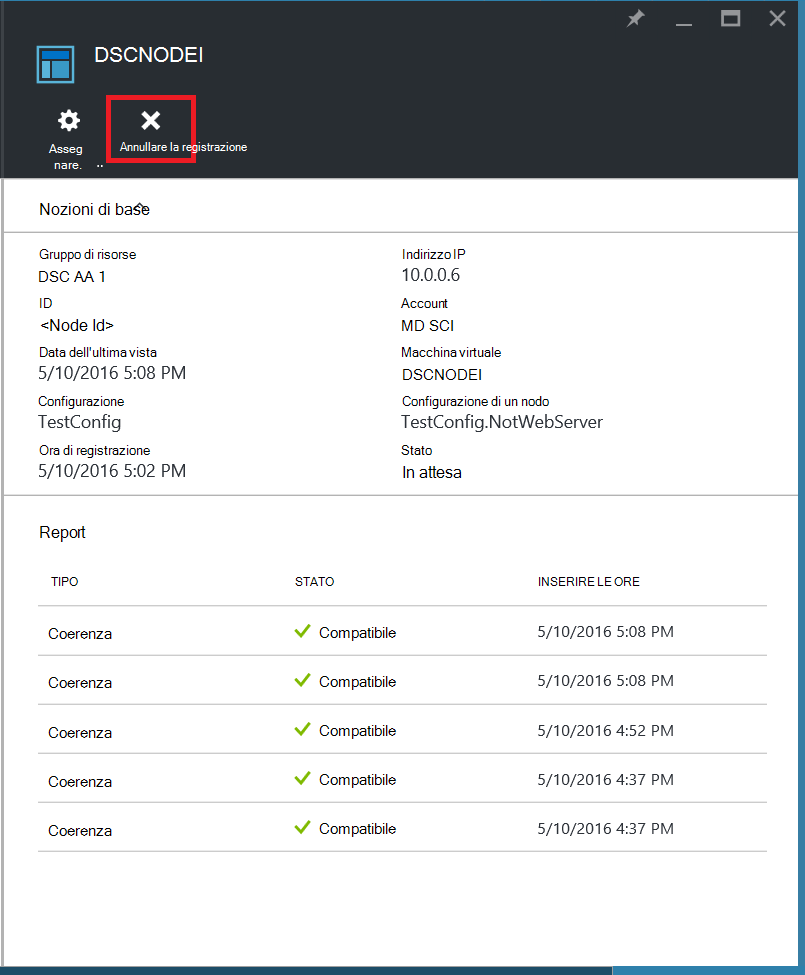 DSCNODEI
Asseg
nare. ..
Annullare la registrazione
Nozioni di base
Gruppo di risorse
DSC AA 1
Indirizzo IP
10.0.0.6
ID
<Node Id>
Account
MD SCI
Data dell'ultima vista
5/10/2016 5:08 PM
Macchina virtuale
DSCNODEI
Configurazione
TestConfig
Configurazione di un nodo
TestConfig.NotWebServer
Ora di registrazione
5/10/2016 5:02 PM
Stato
In attesa
Report
TIPO STATO INSERIRE LE ORE
Coerenza Compatibile 5/10/2016 5:08 PM
Coerenza Compatibile 5/10/2016 5:08 PM
Coerenza Compatibile 5/10/2016 4:52 PM
Coerenza Compatibile 5/10/2016 4:37 PM
Coerenza Compatibile 5/10/2016 4:37 PM